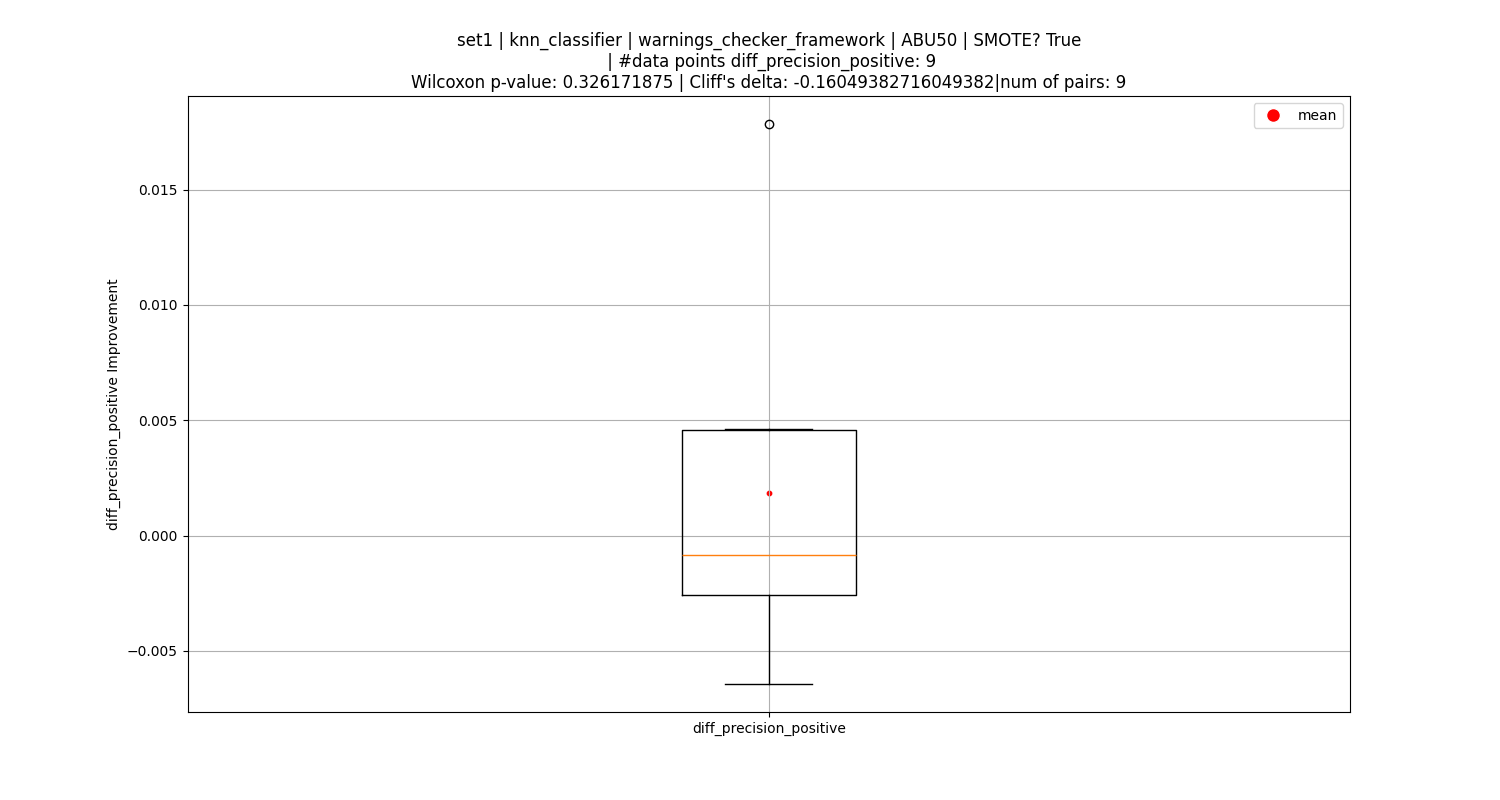 set1 | knn_classifier | warnings_checker_framework | ABU50 | SMOTE? True
| #data points diff_precision_positive: 9
Wilcoxon p-value: 0.326171875 | Cliff's delta: -0.16049382716049382|num of pairs: 9
mean
0.015
0.010
0.005
0.000
−0.005
diff_precision_positive Improvement
diff_precision_positive